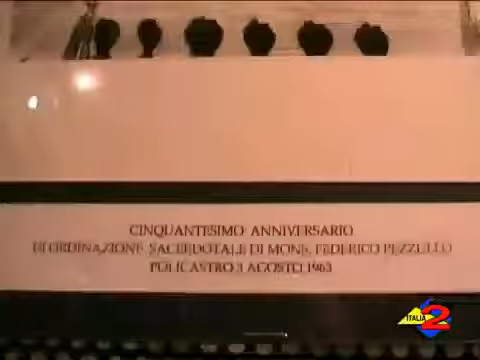 CINQUANTESIMO ANNIVERSARIO
DI ORDINAZIONE SACERDOTALE DI MONS. FEDERICO PEZZULLO
POLICASTRO 3 AGOSTO 1963
ITALIA 2